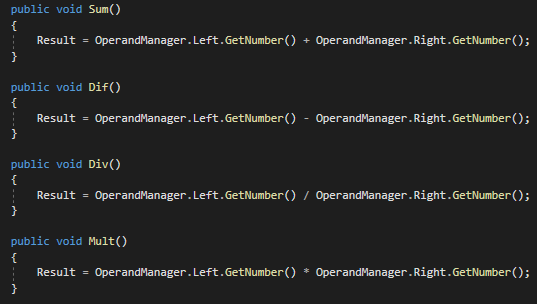 public void Sum()
{
    Result = OperandManager.Left.GetNumber() + OperandManager.Right.GetNumber();
}
public void Dif()
{
    Result = OperandManager.Left.GetNumber() - OperandManager.Right.GetNumber();
}
public void Div()
{
    Result = OperandManager.Left.GetNumber() / OperandManager.Right.GetNumber();
}
public void Mult()
{
    Result = OperandManager.Left.GetNumber() * OperandManager.Right.GetNumber();
}